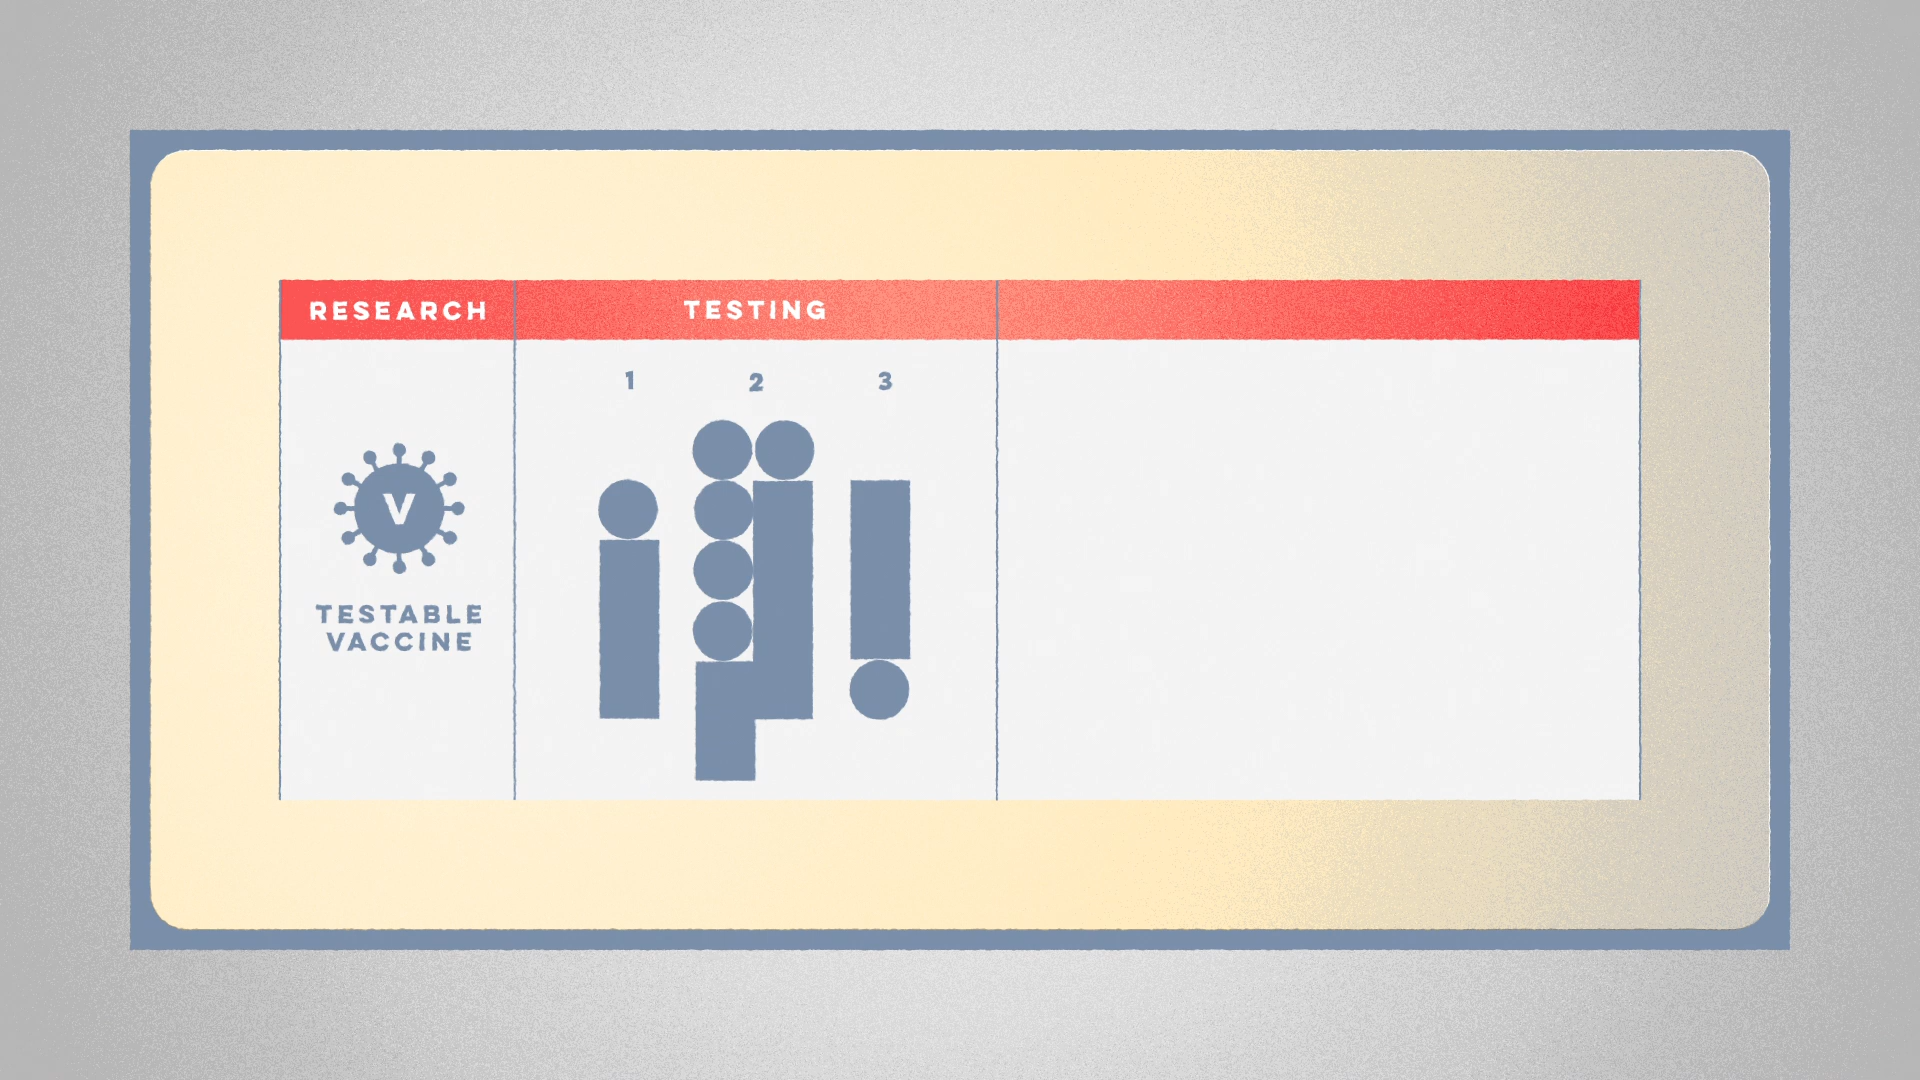 RESEARCH
TESTING
1
2
3
V
TESTABLE
VACCINE